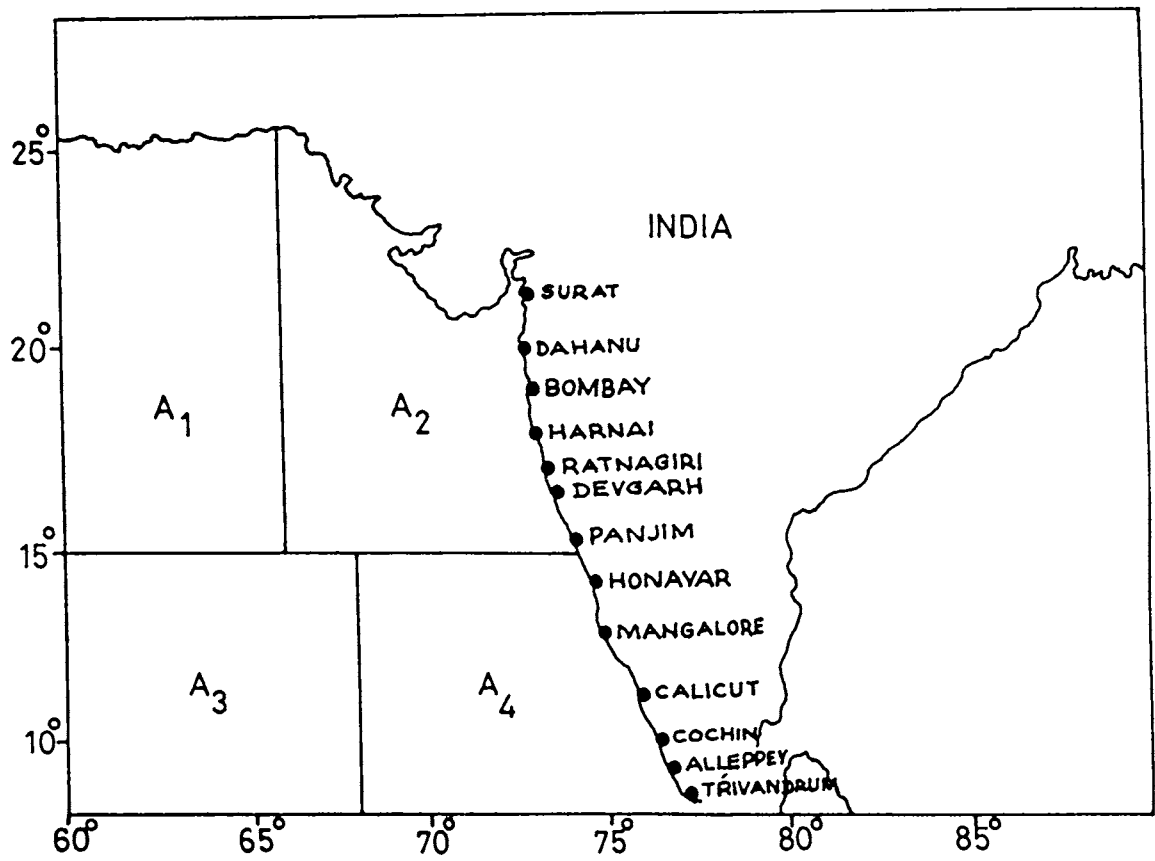 25°
INDIA
SURAT
20°
DAHANU
BOMBAY
A1
A2
HARNAI
RATNAGIRI
DEVGARH
PANJIM
15°
HONAVAR
MANGALORE
A3
A4
CALICUT
10°
COCHIN
ALLEPPEY
TRIVANDRUM
60° 65° 70° 75° 80° 85°